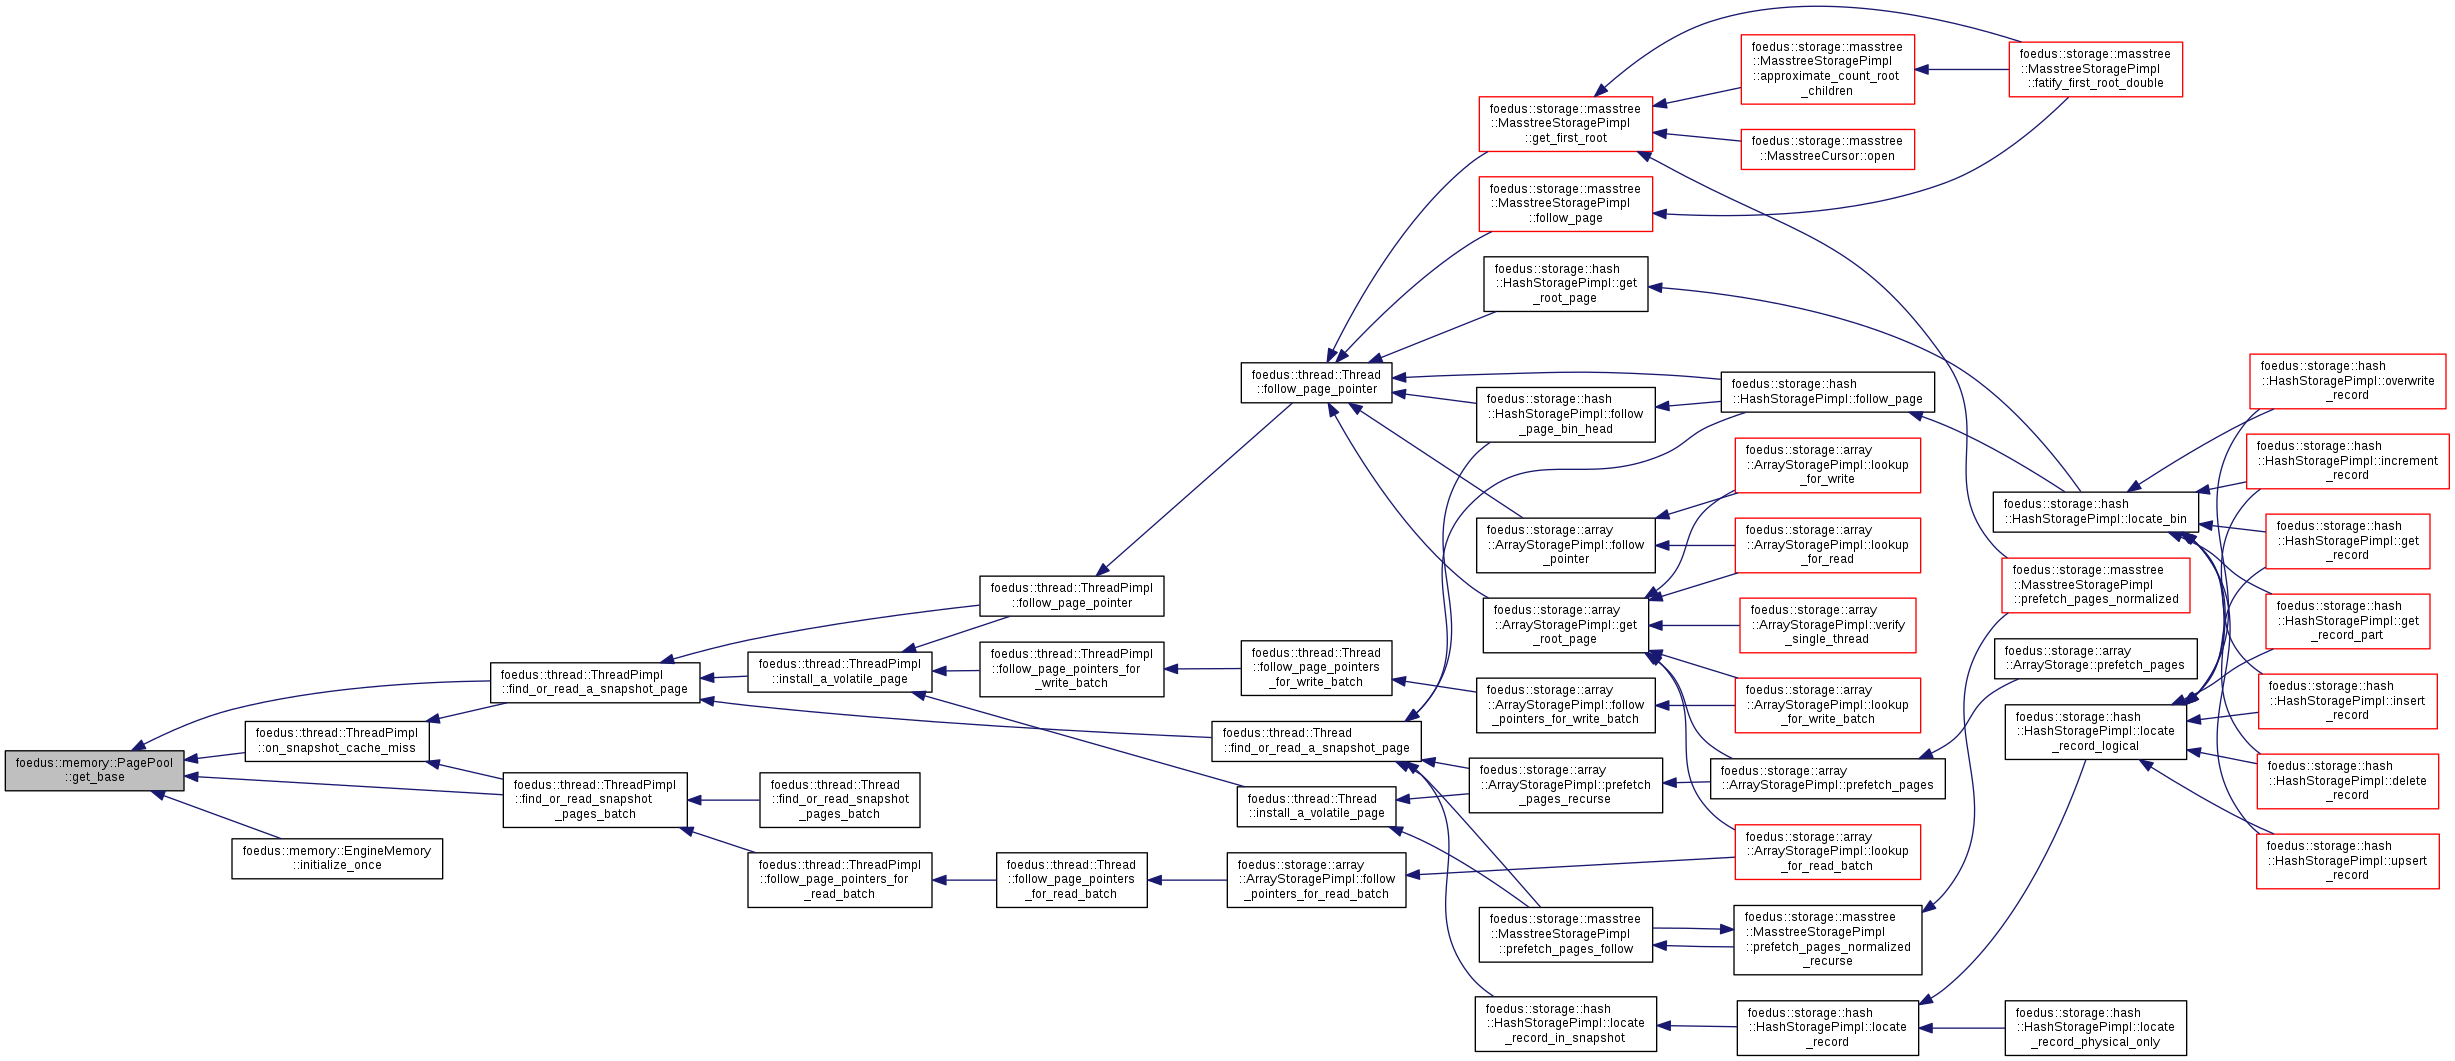 foedus::memory::PagePool
::get_base
foedus::thread::ThreadPimpl
::find_or_read_a_snapshot_page
foedus::thread::ThreadPimpl
::on_snapshot_cache_miss
foedus::thread::ThreadPimpl
::find_or_read_snapshot
_pages_batch
foedus::memory::EngineMemory
::initialize_once
foedus::thread::ThreadPimpl
::install_a_volatile_page
foedus::thread::Thread
::find_or_read_snapshot
_pages_batch
foedus::thread::ThreadPimpl
::follow_page_pointers_for
_read_batch
foedus::thread::ThreadPimpl
::follow_page_pointer
foedus::thread::ThreadPimpl
::follow_page_pointers_for
_write_batch
foedus::thread::Thread
::follow_page_pointers
_for_read_batch
foedus::thread::Thread
::follow_page_pointer
foedus::thread::Thread
::follow_page_pointers
_for_write_batch
foedus::thread::Thread
::find_or_read_a_snapshot_page
foedus::thread::Thread
::install_a_volatile_page
foedus::storage::array
::ArrayStoragePimpl::follow
_pointers_for_read_batch
foedus::storage::masstree
::MasstreeStoragePimpl
::get_first_root
foedus::storage::masstree
::MasstreeStoragePimpl
::follow_page
foedus::storage::hash
::HashStoragePimpl::get
_root_page
foedus::storage::hash
::HashStoragePimpl::follow
_page_bin_head
foedus::storage::array
::ArrayStoragePimpl::follow
_pointer
foedus::storage::array
::ArrayStoragePimpl::get
_root_page
foedus::storage::array
::ArrayStoragePimpl::follow
_pointers_for_write_batch
foedus::storage::array
::ArrayStoragePimpl::prefetch
_pages_recurse
foedus::storage::masstree
::MasstreeStoragePimpl
::prefetch_pages_follow
foedus::storage::hash
::HashStoragePimpl::locate
_record_in_snapshot
foedus::storage::masstree
::MasstreeStoragePimpl
::approximate_count_root
_children
foedus::storage::masstree
::MasstreeCursor::open
foedus::storage::hash
::HashStoragePimpl::follow_page
foedus::storage::array
::ArrayStoragePimpl::lookup
_for_write
foedus::storage::array
::ArrayStoragePimpl::lookup
_for_read
foedus::storage::array
::ArrayStoragePimpl::verify
_single_thread
foedus::storage::array
::ArrayStoragePimpl::lookup
_for_write_batch
foedus::storage::array
::ArrayStoragePimpl::prefetch_pages
foedus::storage::array
::ArrayStoragePimpl::lookup
_for_read_batch
foedus::storage::masstree
::MasstreeStoragePimpl
::prefetch_pages_normalized
_recurse
foedus::storage::hash
::HashStoragePimpl::locate
_record
foedus::storage::masstree
::MasstreeStoragePimpl
::fatify_first_root_double
foedus::storage::hash
::HashStoragePimpl::locate_bin
foedus::storage::masstree
::MasstreeStoragePimpl
::prefetch_pages_normalized
foedus::storage::array
::ArrayStorage::prefetch_pages
foedus::storage::hash
::HashStoragePimpl::locate
_record_logical
foedus::storage::hash
::HashStoragePimpl::locate
_record_physical_only
foedus::storage::hash
::HashStoragePimpl::overwrite
_record
foedus::storage::hash
::HashStoragePimpl::increment
_record
foedus::storage::hash
::HashStoragePimpl::get
_record
foedus::storage::hash
::HashStoragePimpl::get
_record_part
foedus::storage::hash
::HashStoragePimpl::insert
_record
foedus::storage::hash
::HashStoragePimpl::delete
_record
foedus::storage::hash
::HashStoragePimpl::upsert
_record